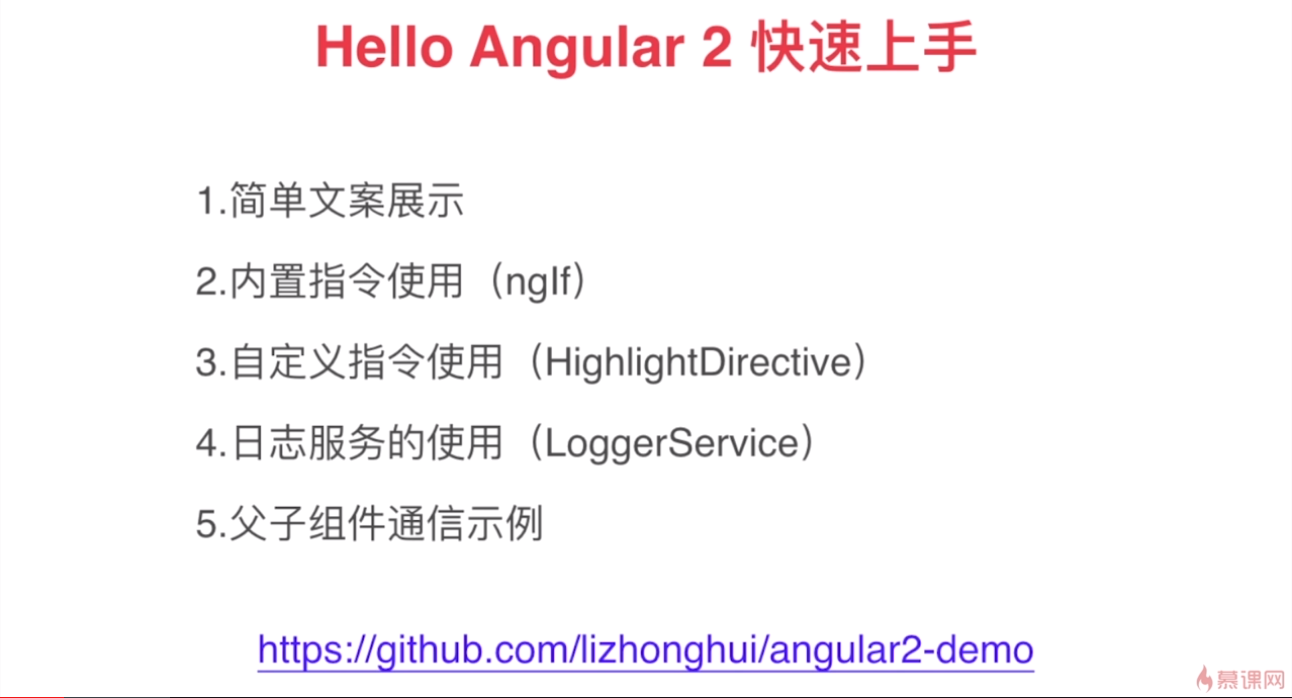 Hello Angular 2 快速上手
1.简单文案展示
2.内置指令使用（ngIf）
3.自定义指令使用（HighlightDirective）
4.日志服务的使用（LoggerService）
5.父子组件通信示例
https://github.com/lizhonghui/angular2-demo
慕课网